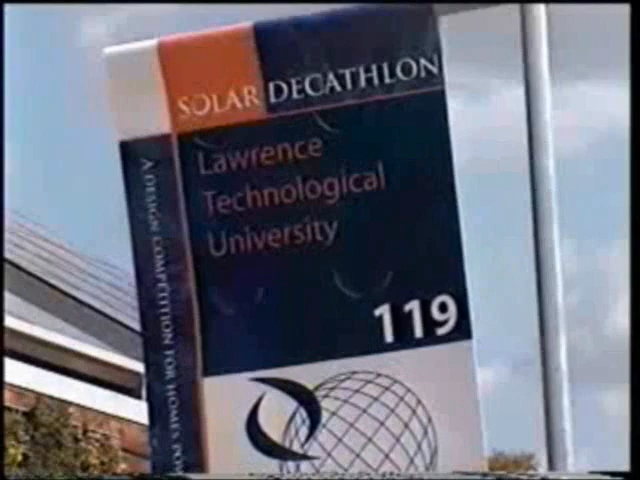 SOLAR DECATHLON
Lawrence
Technological
University
119
A DESIGN COMPETITION FOR HOMES